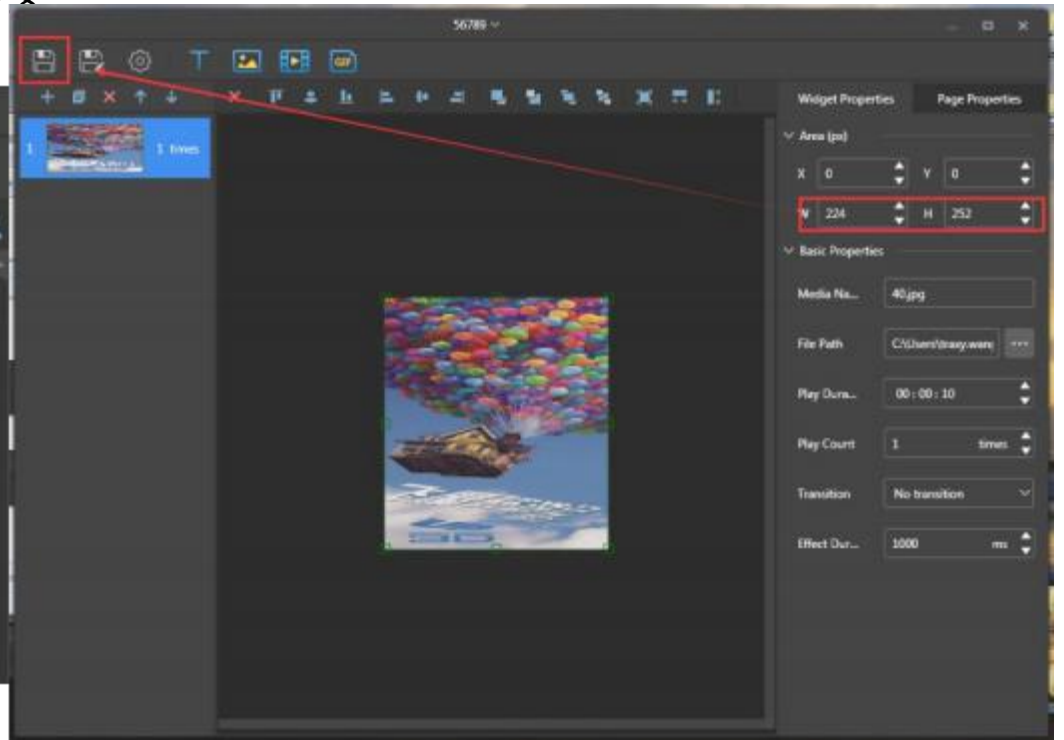 56789
T GIF
Widget Properties Page Properties
1 1 times
Area (px)
X 0 Y 0
W 224 H 252
Basic Properties
Media Na... 40.jpg
File Path ...
Play Dura... 00 : 00 : 10
Play Count 1 times
Transition No transition
Effect Dur... 1000 ms